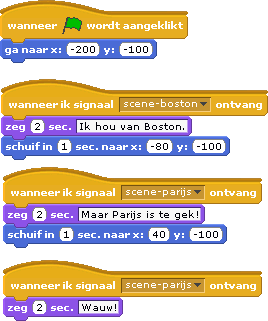 wanneer wordt aangeklikt
ga naar x: -200 y: -100
wanneer ik signaal scene-boston ontvang
zeg 2 sec. Ik hou van Boston.
schuif in 1 sec. naar x: -80 y: -100
wanneer ik signaal scene-parijs ontvang
zeg 2 sec. Maar Parijs is te gek!
schuif in 1 sec. naar x: 40 y: -100
wanneer ik signaal scene-parijs ontvang
zeg 2 sec. Wauw!